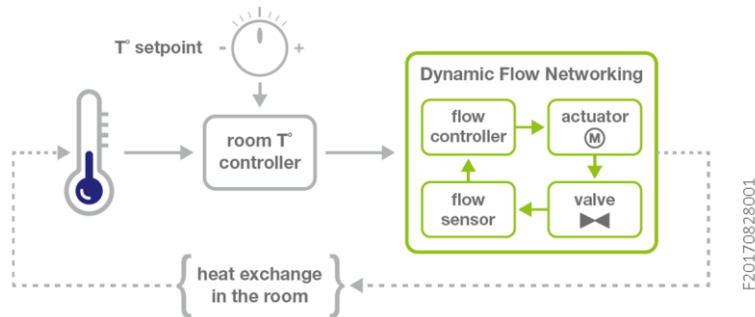 T° setpoint
- +
Dynamic Flow Networking
room T°
controller
flow
controller
actuator
M
flow
sensor
valve
heat exchange
in the room
F20170828001